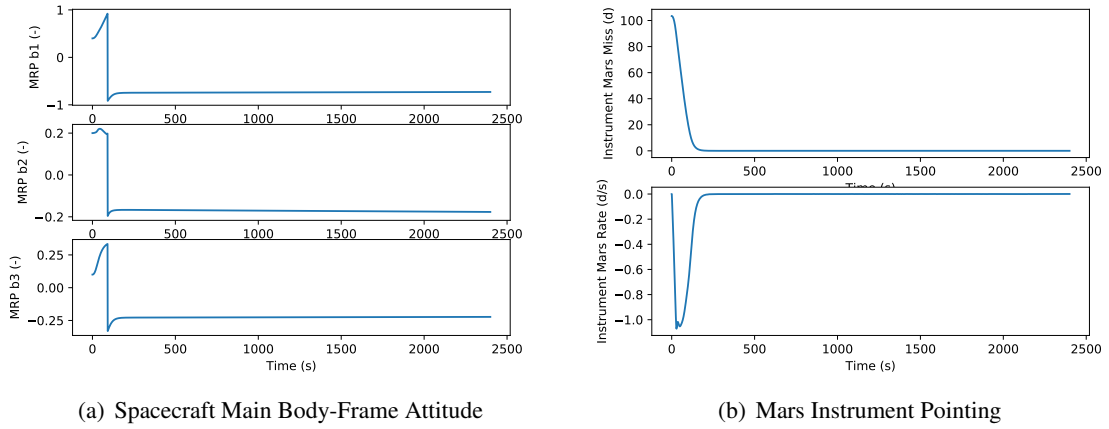 MRP b1 (-)
1
0
−1
0 500 1000 1500 2000 2500
MRP b2 (-)
0.2
0.0
−0.2
0 500 1000 1500 2000 2500
MRP b3 (-)
0.25
0.00
−0.25
0 500 1000 1500 2000 2500
Time (s)
(a) Spacecraft Main Body-Frame Attitude
Instrument Mars Miss (d)
100
80
60
40
20
0
0 500 1000 1500 2000 2500
Time (s)
Instrument Mars Rate (d/s)
0.0
−0.2
−0.4
−0.6
−0.8
−1.0
0 500 1000 1500 2000 2500
Time (s)
(b) Mars Instrument Pointing